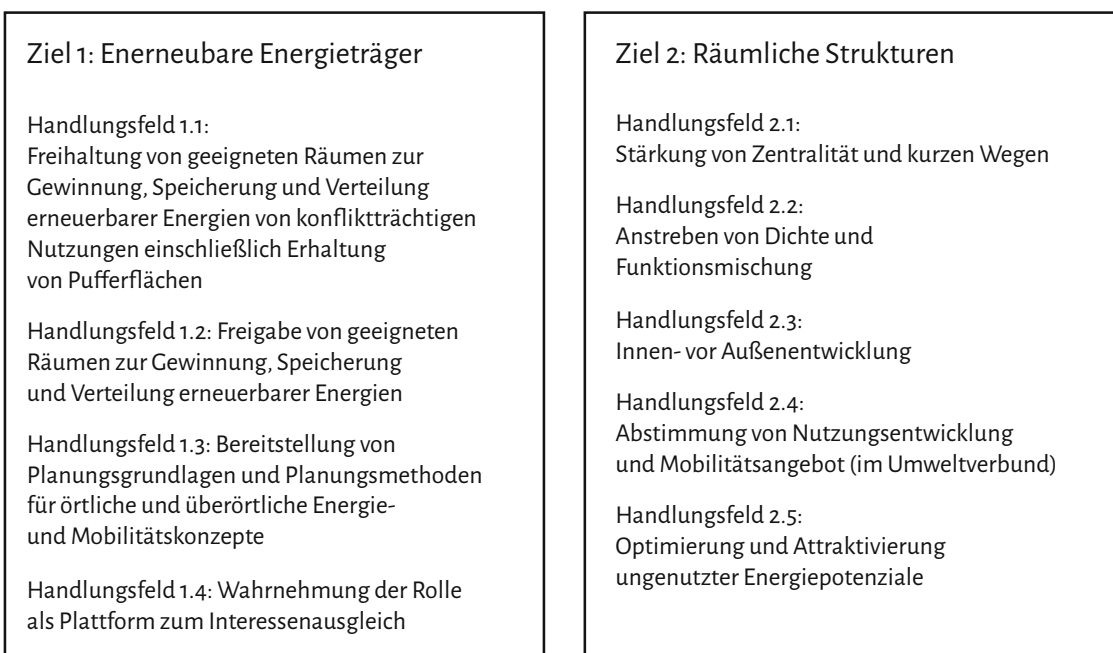 Ziel 1: Enerneubare Energieträger
Handlungsfeld 1.1:
Freihaltung von geeigneten Räumen zur
Gewinnung, Speicherung und Verteilung
erneuerbarer Energien von konfliktträchtigen
Nutzungen einschließlich Erhaltung
von Pufferflächen
Handlungsfeld 1.2: Freigabe von geeigneten
Räumen zur Gewinnung, Speicherung
und Verteilung erneuerbarer Energien
Handlungsfeld 1.3: Bereitstellung von
Planungsgrundlagen und Planungsmethoden
für örtliche und überörtliche Energie-
und Mobilitätskonzepte
Handlungsfeld 1.4: Wahrnehmung der Rolle
als Plattform zum Interessenausgleich
Ziel 2: Räumliche Strukturen
Handlungsfeld 2.1:
Stärkung von Zentralität und kurzen Wegen
Handlungsfeld 2.2:
Anstreben von Dichte und
Funktionsmischung
Handlungsfeld 2.3:
Innen- vor Außenentwicklung
Handlungsfeld 2.4:
Abstimmung von Nutzungsentwicklung
und Mobilitätsangebot (im Umweltverbund)
Handlungsfeld 2.5:
Optimierung und Attraktivierung
ungenutzter Energiepotenziale